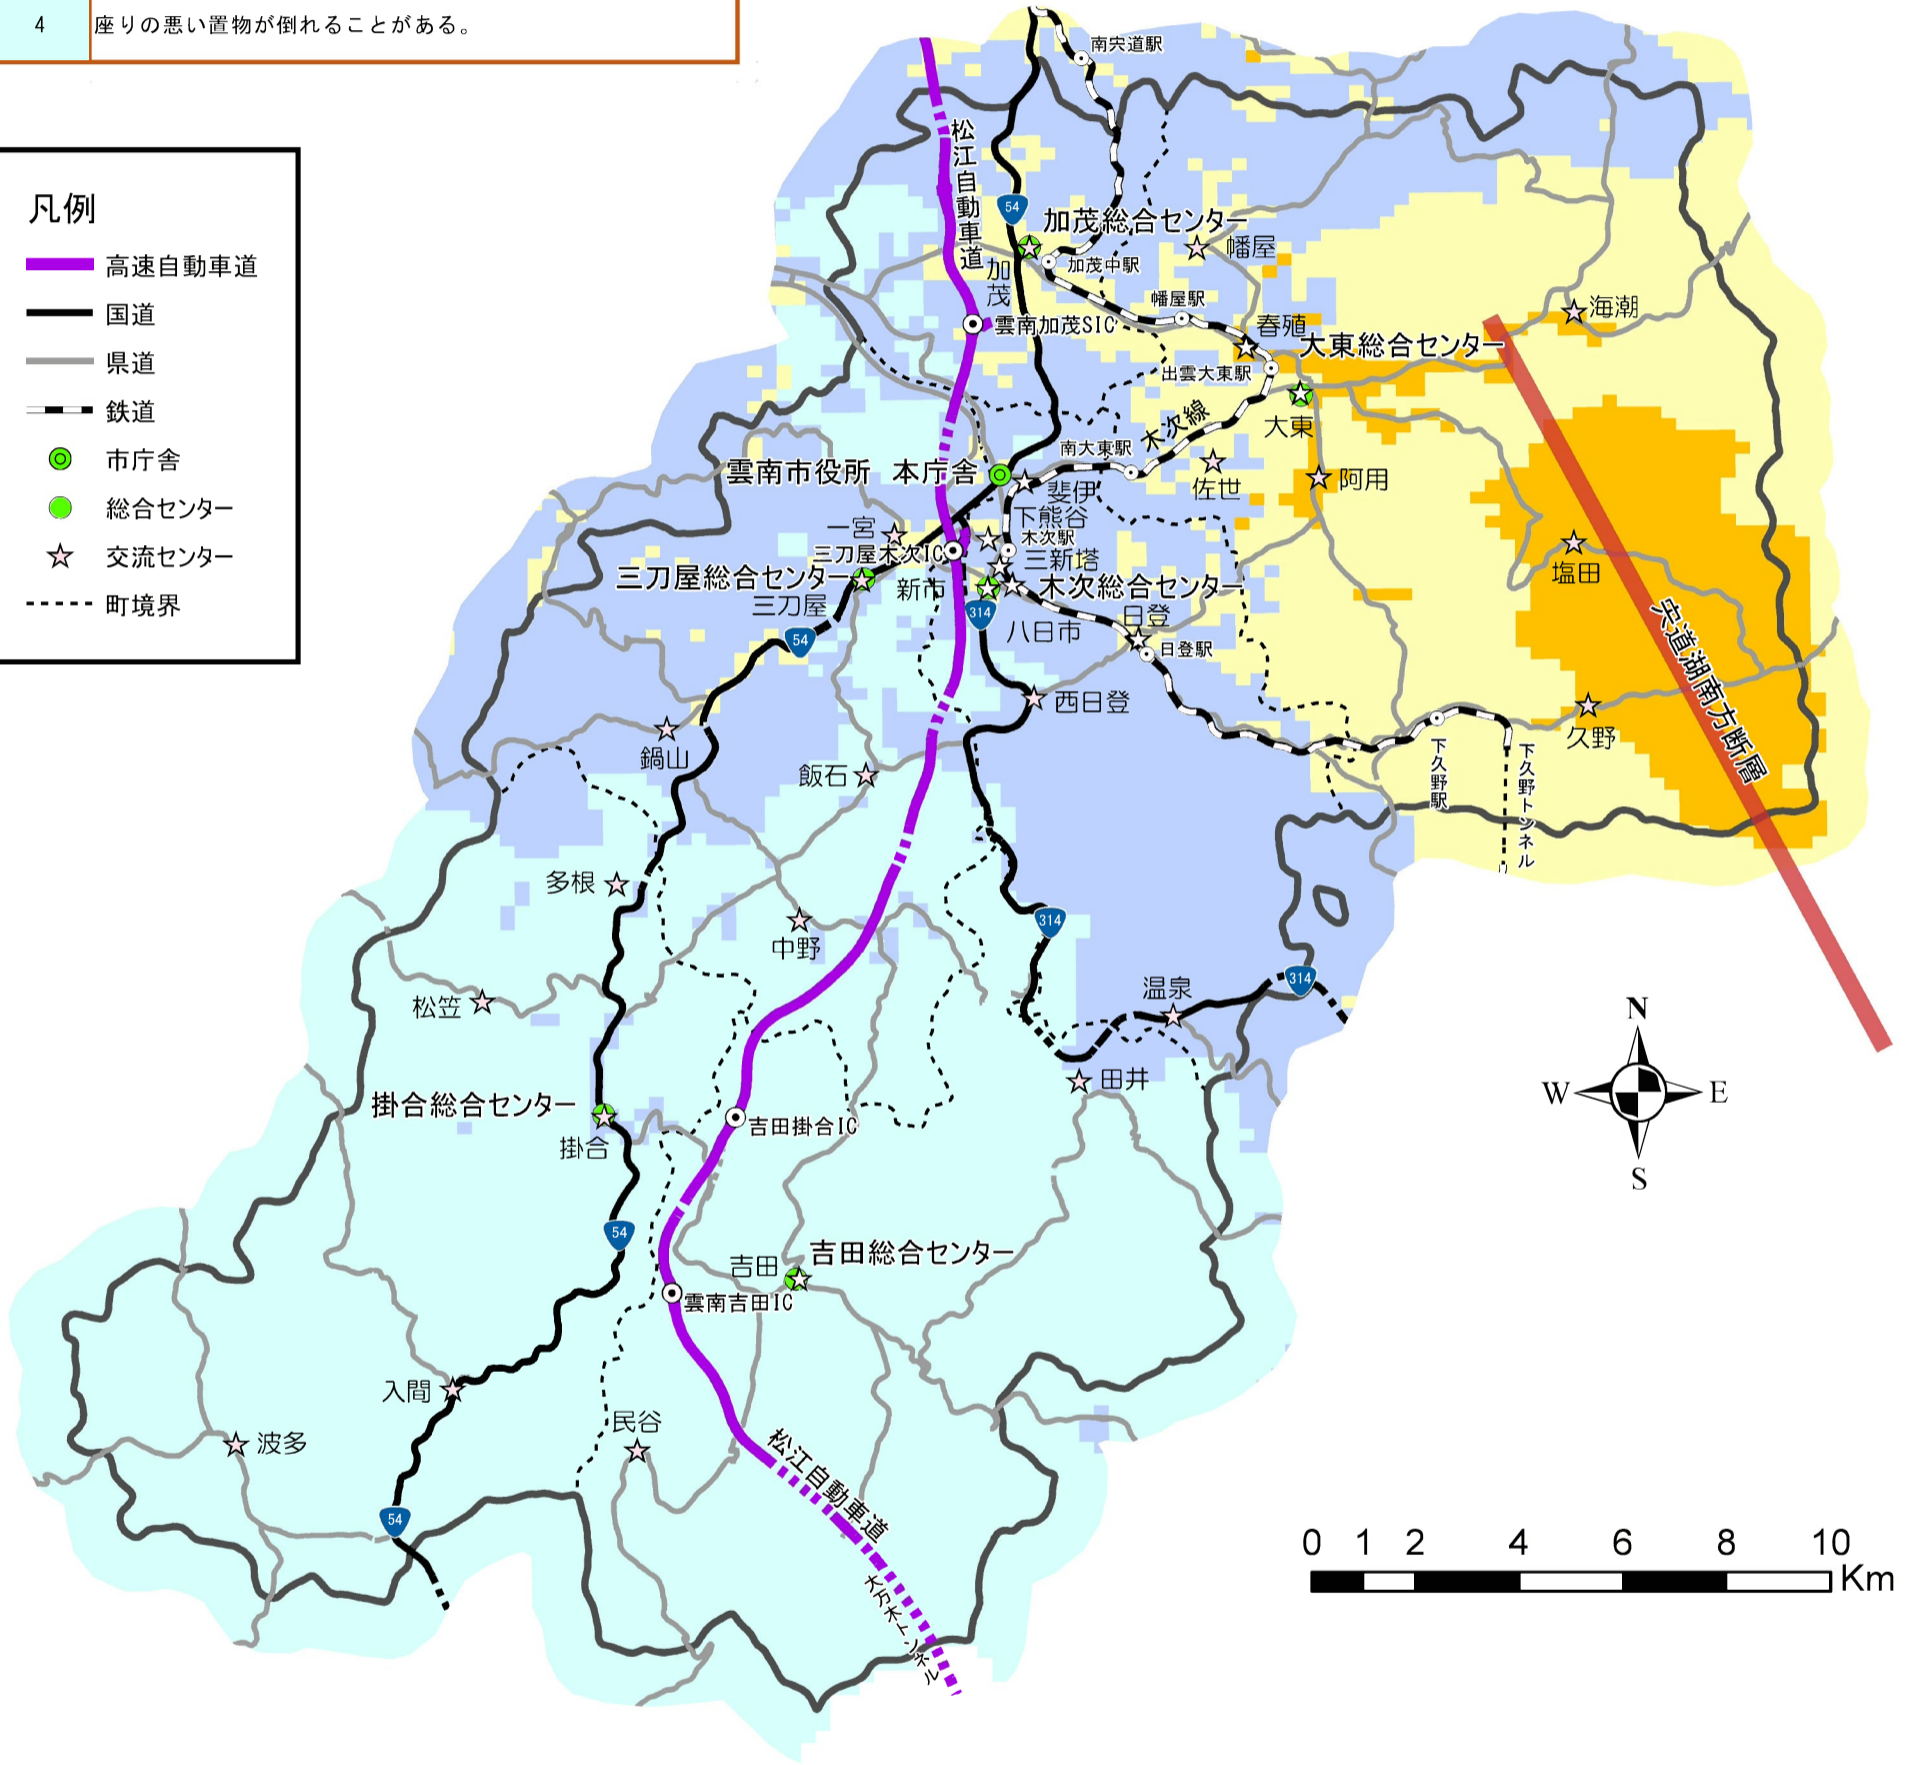 4 座りの悪い置物が倒れることがある。
凡例
高速自動車道
国道
県道
鉄道
市庁舎
総合センター
交流センター
町境界
南宍道駅
松江自動車道
54
加茂総合センター
加茂
加茂中駅
幡屋
幡屋駅
雲南加茂SIC
春殖
大東総合センター
海潮
出雲大東駅
大東
木次線
南大東駅
雲南市役所 本庁舎
斐伊
佐世
阿用
下熊谷
一宮
木次駅
三刀屋木次IC
三新塔
塩田
三刀屋総合センター
新市
木次総合センター
三刀屋
314
八日市
日登
54
日登駅
宍道湖南方断層
西日登
久野
鍋山
飯石
下久野駅
下久野トンネル
多根
中野
314
314
温泉
松笠
田井
N
W
E
S
掛合総合センター
掛合
吉田掛合IC
54
吉田総合センター
吉田
雲南吉田IC
入間
民谷
波多
松江自動車道
54
大万木トンネル
0 1 2 4 6 8 10
Km